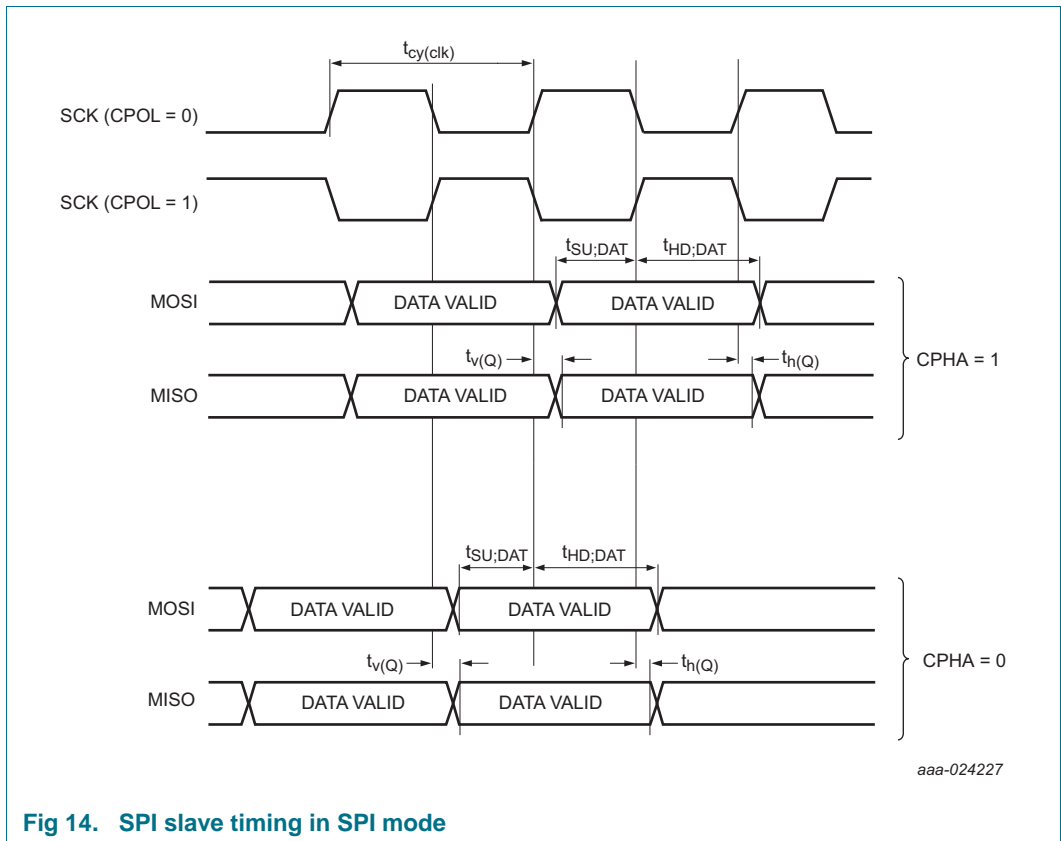 tcy(clk)
SCK (CPOL = 0)
SCK (CPOL = 1)
tSU;DAT tHD;DAT
MOSI DATA VALID DATA VALID
tv(Q) th(Q)
CPHA = 1
MISO DATA VALID DATA VALID
tSU;DAT tHD;DAT
MOSI DATA VALID DATA VALID
tv(Q) th(Q)
CPHA = 0
MISO DATA VALID DATA VALID
aaa-024227
Fig 14. SPI slave timing in SPI mode